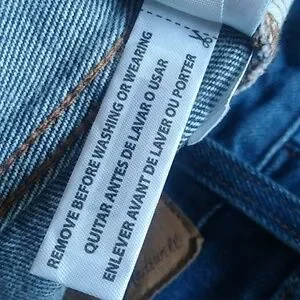 REMOVE BEFORE WASHING OR WEARING
QUITAR ANTES DE LAVAR O USAR
ENLEVER AVANT DE LAVER OU PORTER